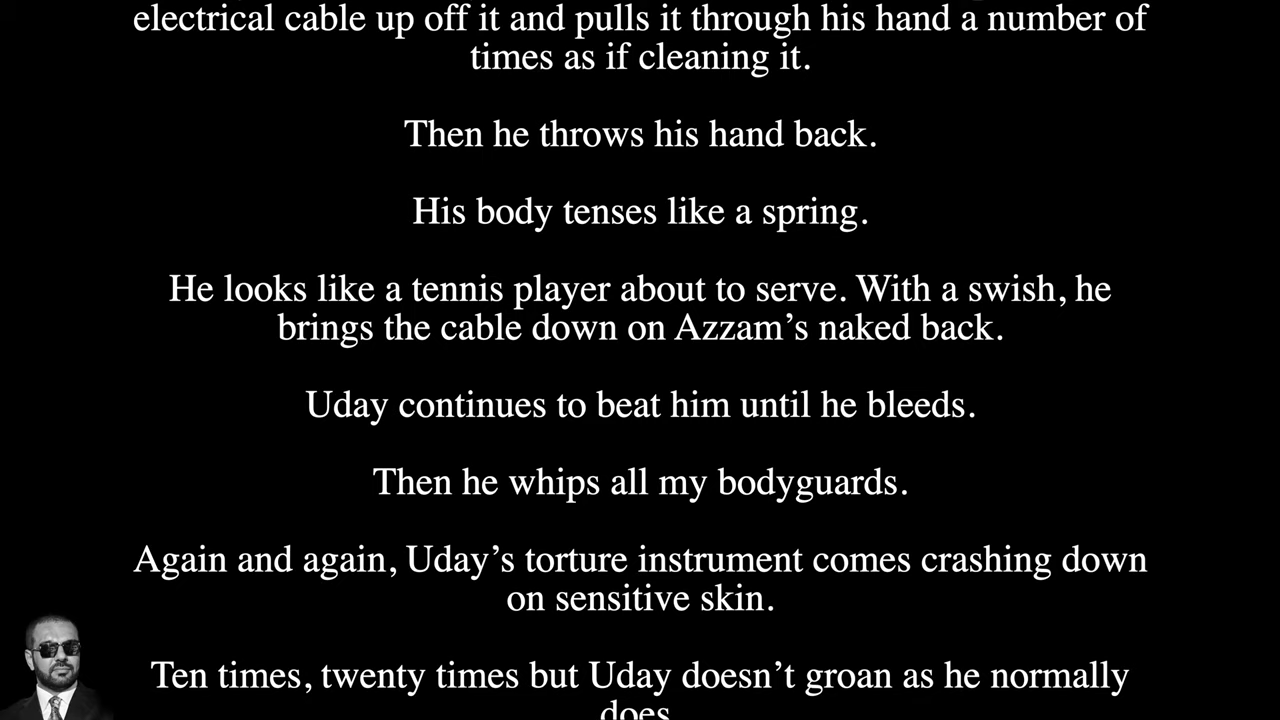 electrical cable up off it and pulls it through his hand a number of
times as if cleaning it.
Then he throws his hand back.
His body tenses like a spring.
He looks like a tennis player about to serve. With a swish, he
brings the cable down on Azzam’s naked back.
Uday continues to beat him until he bleeds.
Then he whips all my bodyguards.
Again and again, Uday’s torture instrument comes crashing down
on sensitive skin.
Ten times, twenty times but Uday doesn’t groan as he normally
does